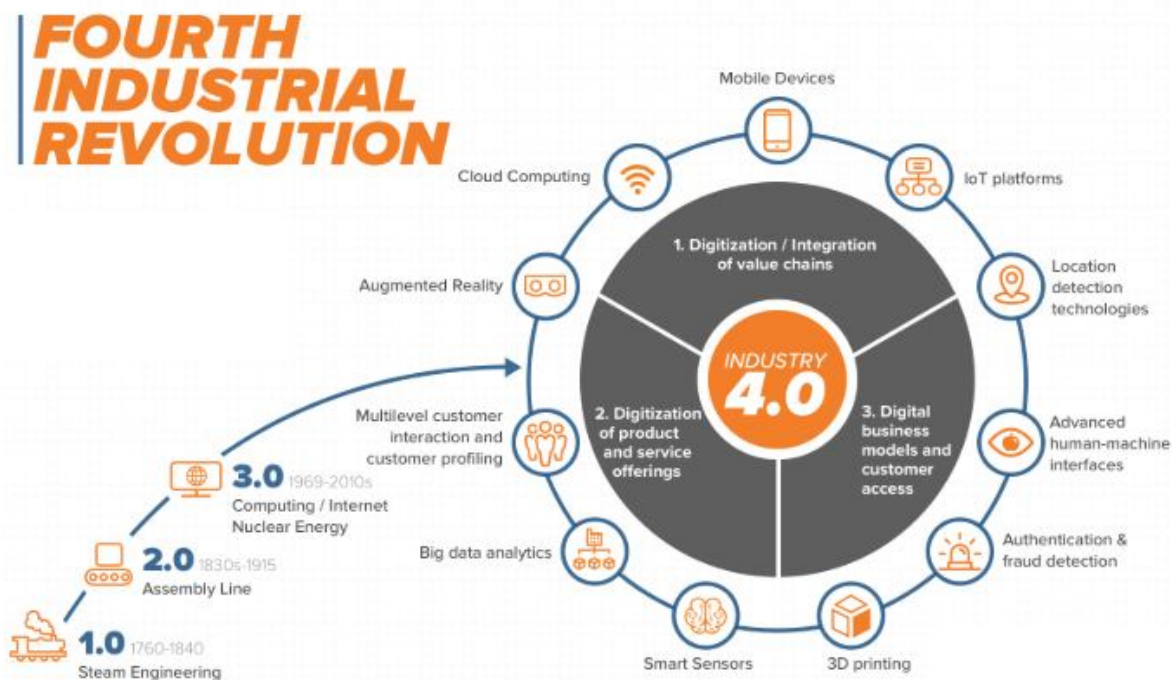 FOURTH
INDUSTRIAL
REVOLUTION
Mobile Devices
Cloud Computing
IoT platforms
Augmented Reality
Location
detection
technologies
1. Digitization / Integration
of value chains
INDUSTRY
4.0
2. Digitization
of product
and service
offerings
3. Digital
business
models and
customer
access
Multilevel customer
interaction and
customer profiling
Advanced
human-machine
interfaces
Big data analytics
Authentication &
fraud detection
Smart Sensors
3D printing
3.0 1969-2010s
Computing / Internet
Nuclear Energy
2.0 1830s-1915
Assembly Line
1.0 1760-1840
Steam Engineering